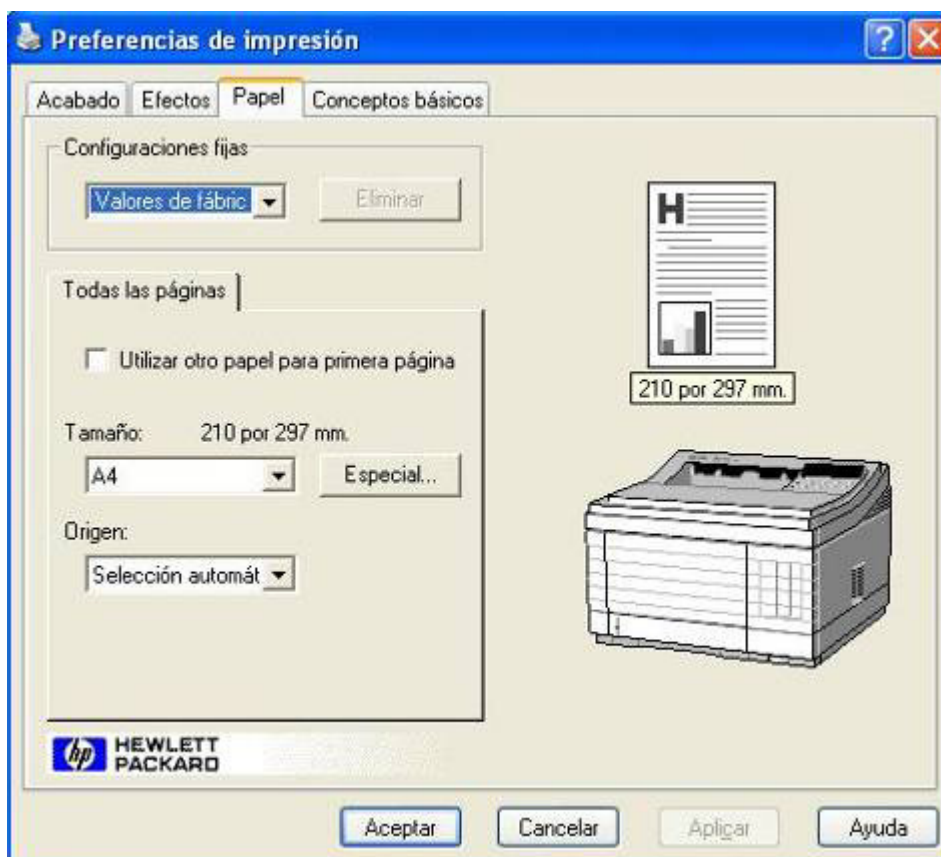 Preferencias de impresión
Acabado Efectos Papel Conceptos básicos
Configuraciones fijas
Valores de fábric Eliminar
H
210 por 297 mm.
Todas las páginas
Utilizar otro papel para primera página
Tamaño: 210 por 297 mm.
A4 Especial...
Origen:
Selección automát
hp HEWLETT
PACKARD
Aceptar Cancelar Aplicar Ayuda